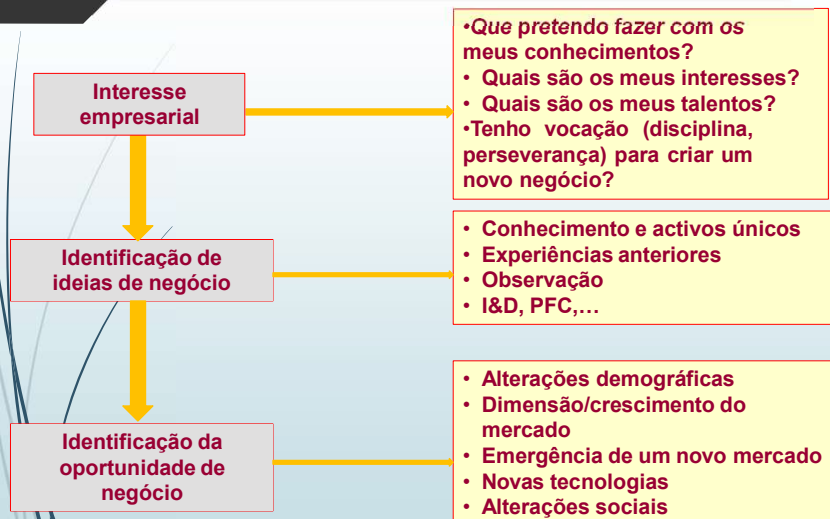 Interesse
empresarial
•Que pretendo fazer com os
meus conhecimentos?
• Quais são os meus interesses?
• Quais são os meus talentos?
•Tenho vocação (disciplina,
perseverança) para criar um
novo negócio?
Identificação de
ideias de negócio
• Conhecimento e activos únicos
• Experiências anteriores
• Observação
• I&D, PFC,…
Identificação da
oportunidade de
negócio
• Alterações demográficas
• Dimensão/crescimento do
mercado
• Emergência de um novo mercado
• Novas tecnologias
• Alterações sociais